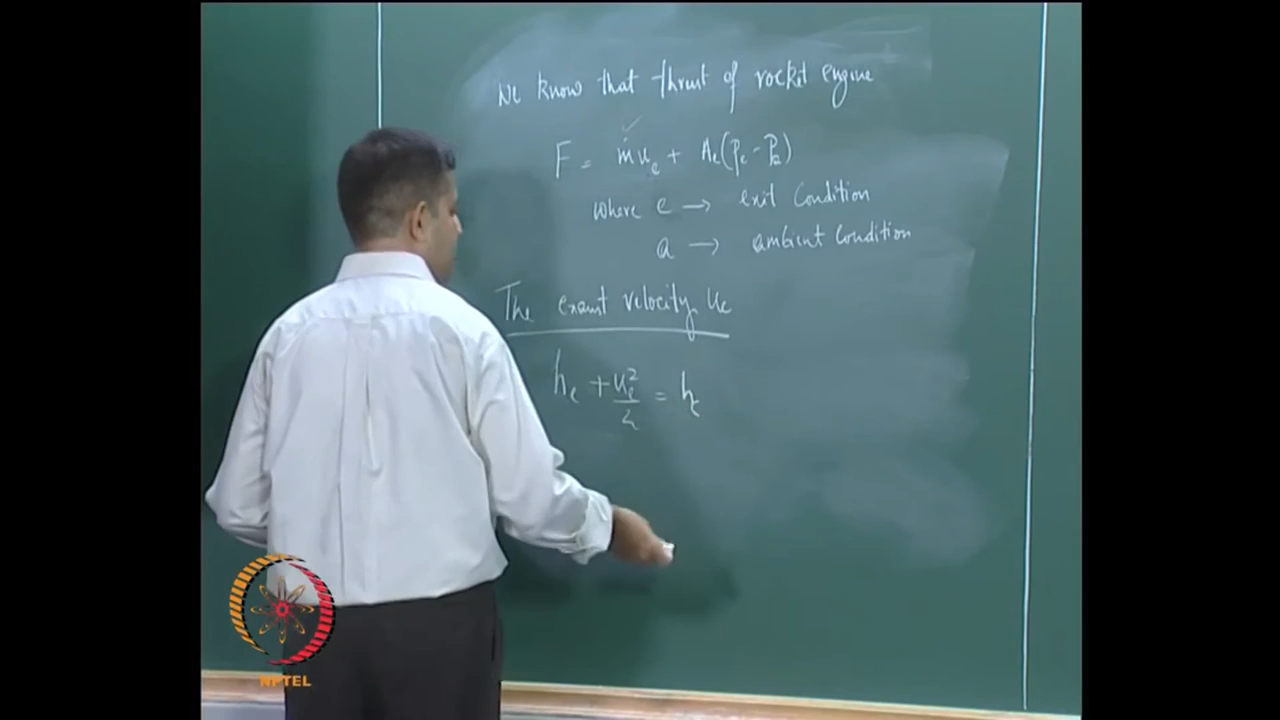 We know that thrust of rocket engine
F = ṁu_e + A_e(P_e - P_a)
where e → exit Condition
a → ambient Condition
The exaust velocity, u_e
h_e + u_e²/2 = h_c
NPTEL